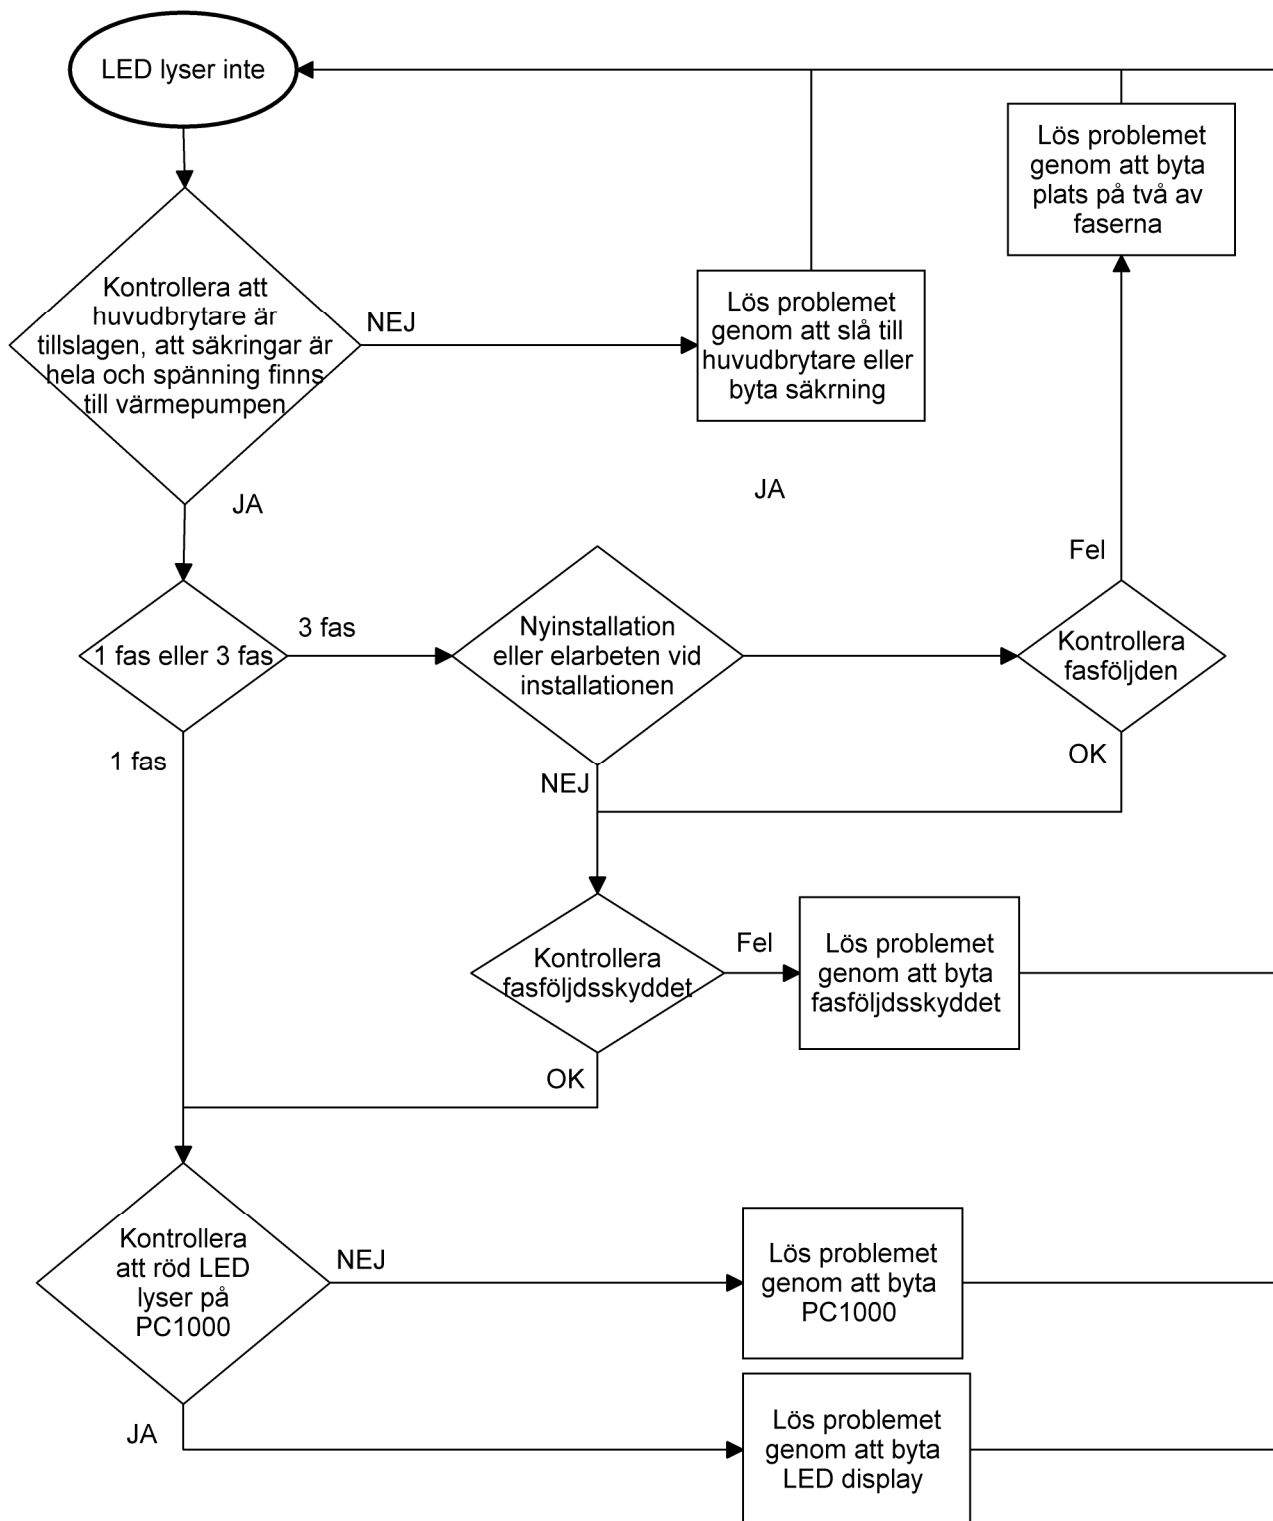 LED lyser inte
Lös problemet
genom att byta
plats på två av
faserna
Kontrollera att
huvudbrytare är
tillslagen, att säkringar är
hela och spänning finns
till värmepumpen
NEJ
Lös problemet
genom att slå till
huvudbrytare eller
byta säkrning
JA
JA
1 fas eller 3 fas
3 fas
Nyinstallation
eller elarbeten vid
installationen
Fel
Kontrollera
fasföljden
1 fas
NEJ
OK
Kontrollera
fasföljdsskyddet
Fel
Lös problemet
genom att byta
fasföljdsskyddet
OK
Kontrollera
att röd LED
lyser på
PC1000
NEJ
Lös problemet
genom att byta
PC1000
JA
Lös problemet
genom att byta
LED display